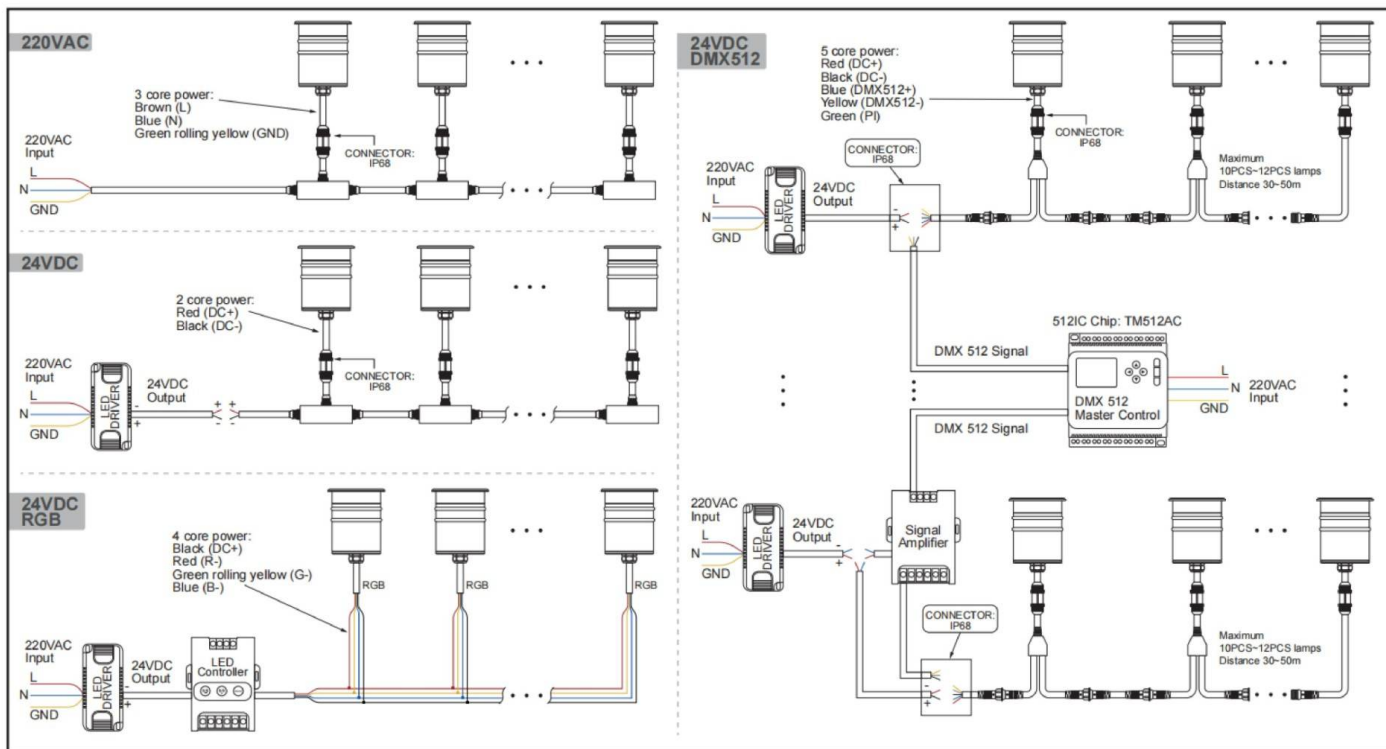 220VAC
3 core power:
Brown (L)
Blue (N)
Green rolling yellow (GND)
CONNECTOR:
IP68
220VAC
Input
L
N
GND
24VDC
2 core power:
Red (DC+)
Black (DC-)
CONNECTOR:
IP68
220VAC
Input
L
N
GND
LED
DRIVER
24VDC
Output
-
+
+ +
- -
24VDC
RGB
4 core power:
Black (DC+)
Red (R-)
Green rolling yellow (G-)
Blue (B-)
RGB
RGB
RGB
220VAC
Input
L
N
GND
LED
DRIVER
24VDC
Output
-
+
LED
Controller
24VDC
DMX512
5 core power:
Red (DC+)
Black (DC-)
Blue (DMX512+)
Yellow (DMX512-)
Green (PI)
CONNECTOR:
IP68
CONNECTOR:
IP68
220VAC
Input
L
N
GND
LED
DRIVER
24VDC
Output
-
+
Maximum
10PCS~12PCS lamps
Distance 30~50m
512IC Chip: TM512AC
DMX 512 Signal
DMX 512
Master Control
L
N
GND
220VAC
Input
DMX 512 Signal
220VAC
Input
L
N
GND
LED
DRIVER
24VDC
Output
-
+
Signal
Amplifier
CONNECTOR:
IP68
-
+
Maximum
10PCS~12PCS lamps
Distance 30~50m